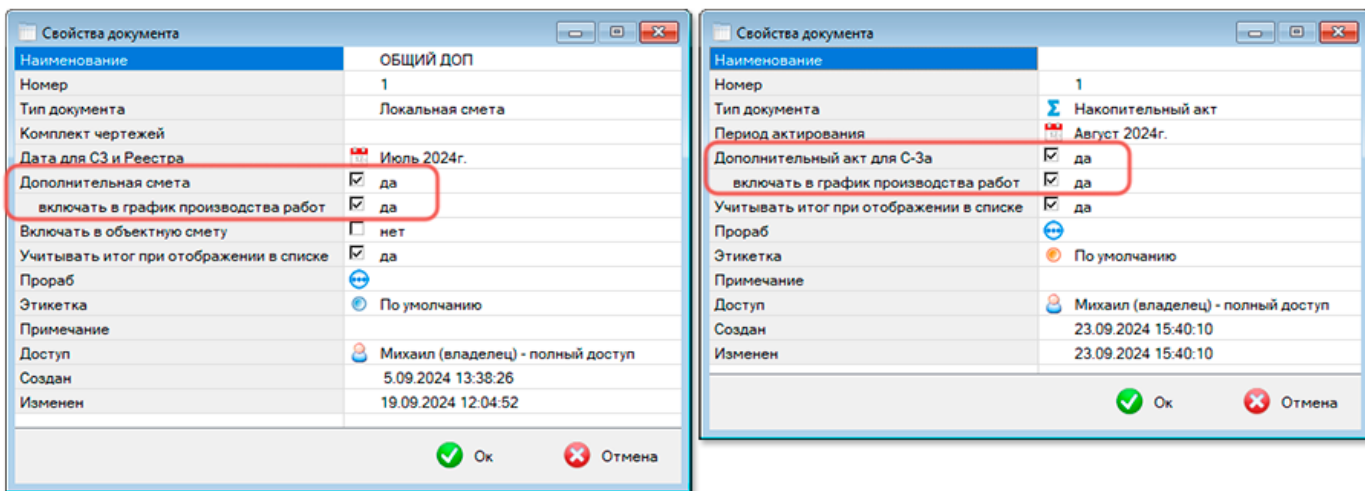 Свойства документа
Наименование ОБЩИЙ ДОП
Номер 1
Тип документа Локальная смета
Комплект чертежей
Дата для СЗ и Реестра Июль 2024г.
Дополнительная смета да
включать в график производства работ да
Включать в объектную смету нет
Учитывать итог при отображении в списке да
Прораб
Этикетка По умолчанию
Примечание
Доступ Михаил (владелец) - полный доступ
Создан 5.09.2024 13:38:26
Изменен 19.09.2024 12:04:52
Ок Отмена
Свойства документа
Наименование
Номер 1
Тип документа Σ Накопительный акт
Период актирования Август 2024г.
Дополнительный акт для С-3а да
включать в график производства работ да
Учитывать итог при отображении в списке да
Прораб
Этикетка По умолчанию
Примечание
Доступ Михаил (владелец) - полный доступ
Создан 23.09.2024 15:40:10
Изменен 23.09.2024 15:40:10
Ок Отмена